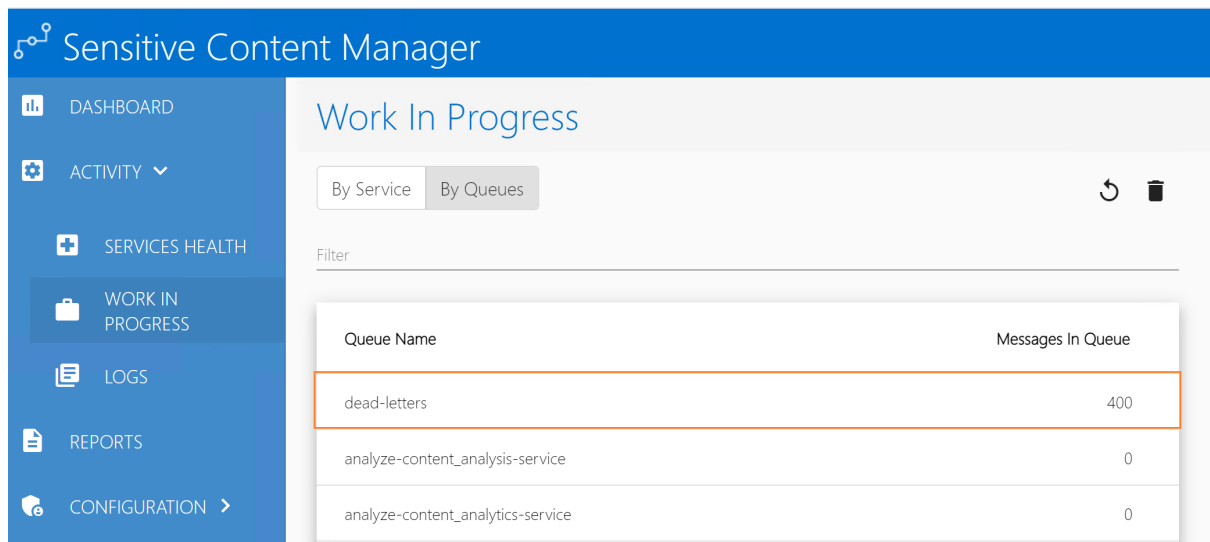 Sensitive Content Manager
DASHBOARD
ACTIVITY
SERVICES HEALTH
WORK IN
PROGRESS
LOGS
REPORTS
CONFIGURATION
Work In Progress
By Service By Queues
Filter
Queue Name Messages In Queue
dead-letters 400
analyze-content_analysis-service 0
analyze-content_analytics-service 0